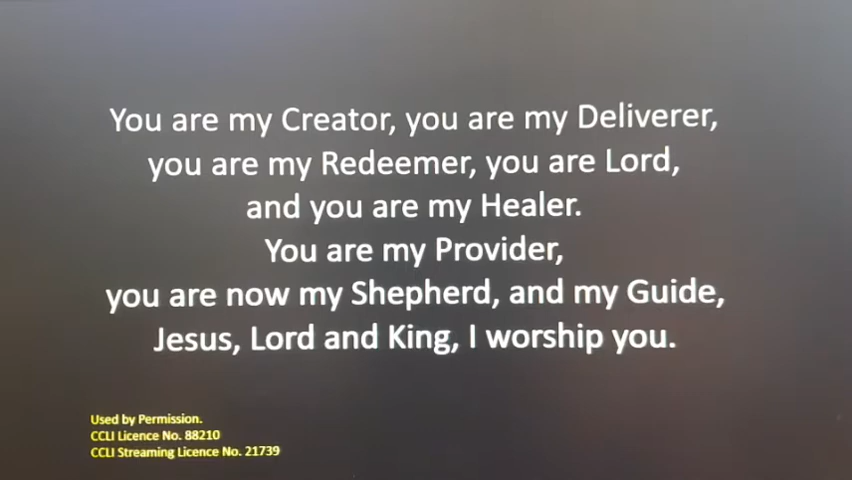 You are my Creator, you are my Deliverer,
you are my Redeemer, you are Lord,
and you are my Healer.
You are my Provider,
you are now my Shepherd, and my Guide,
Jesus, Lord and King, I worship you.
Used by Permission.
CCLI Licence No. 88210
CCLI Streaming Licence No. 21739